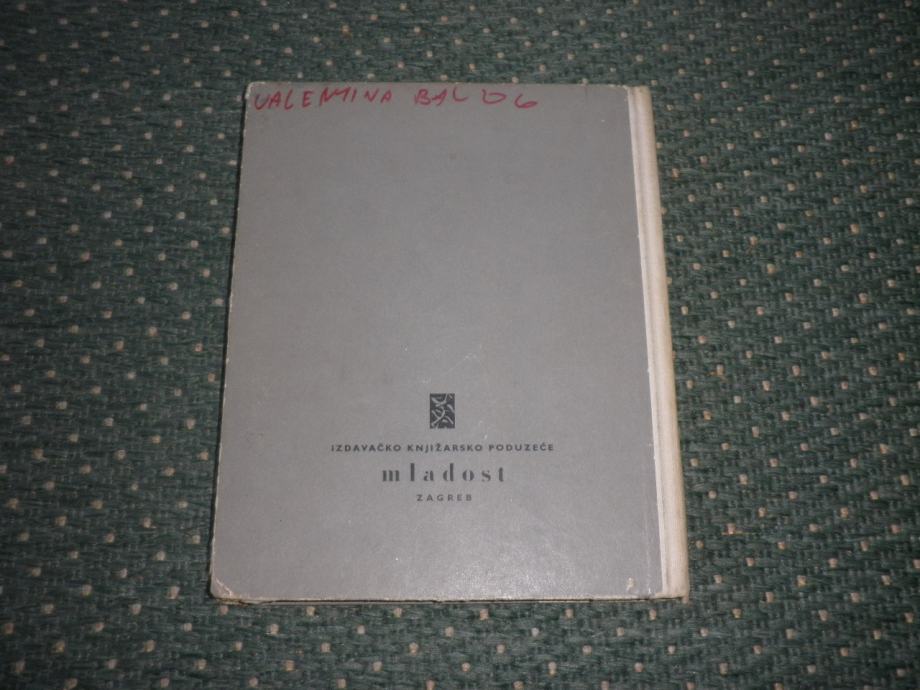 VALENTINA BALOG
IZDAVAČKO KNJIŽARSKO PODUZEĆE
mladost
ZAGREB